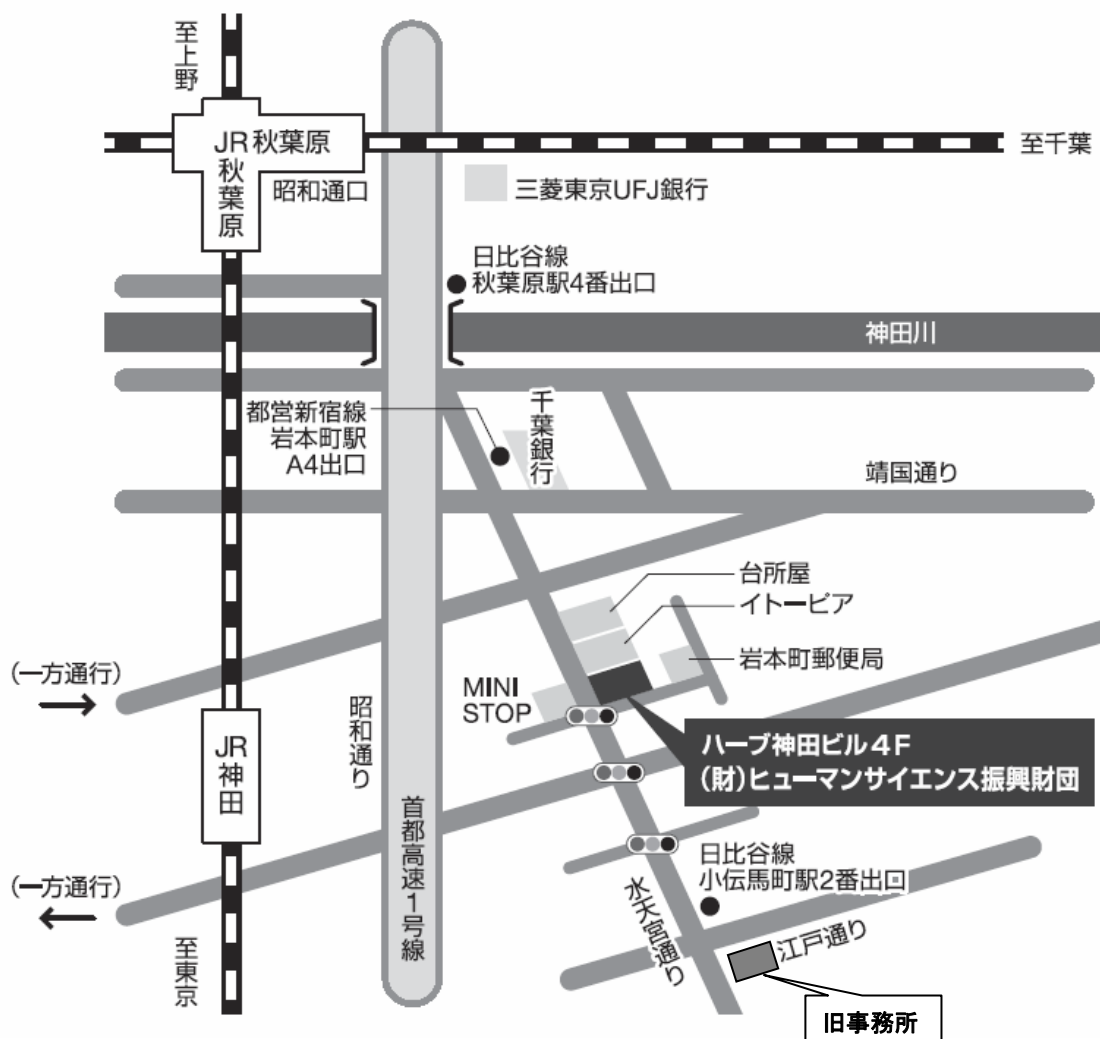 至上野
JR秋葉原
JR秋葉原
昭和通口
至千葉
三菱東京UFJ銀行
日比谷線
秋葉原駅4番出口
神田川
都営新宿線
岩本町駅
A4出口
千葉銀行
靖国通り
台所屋
イトーピア
岩本町郵便局
(一方通行)
MINI
STOP
昭和通り
JR神田
ハーブ神田ビル4F
(財)ヒューマンサイエンス振興財団
首都高速1号線
日比谷線
小伝馬町駅2番出口
(一方通行)
水天宮通り
江戸通り
至東京
旧事務所